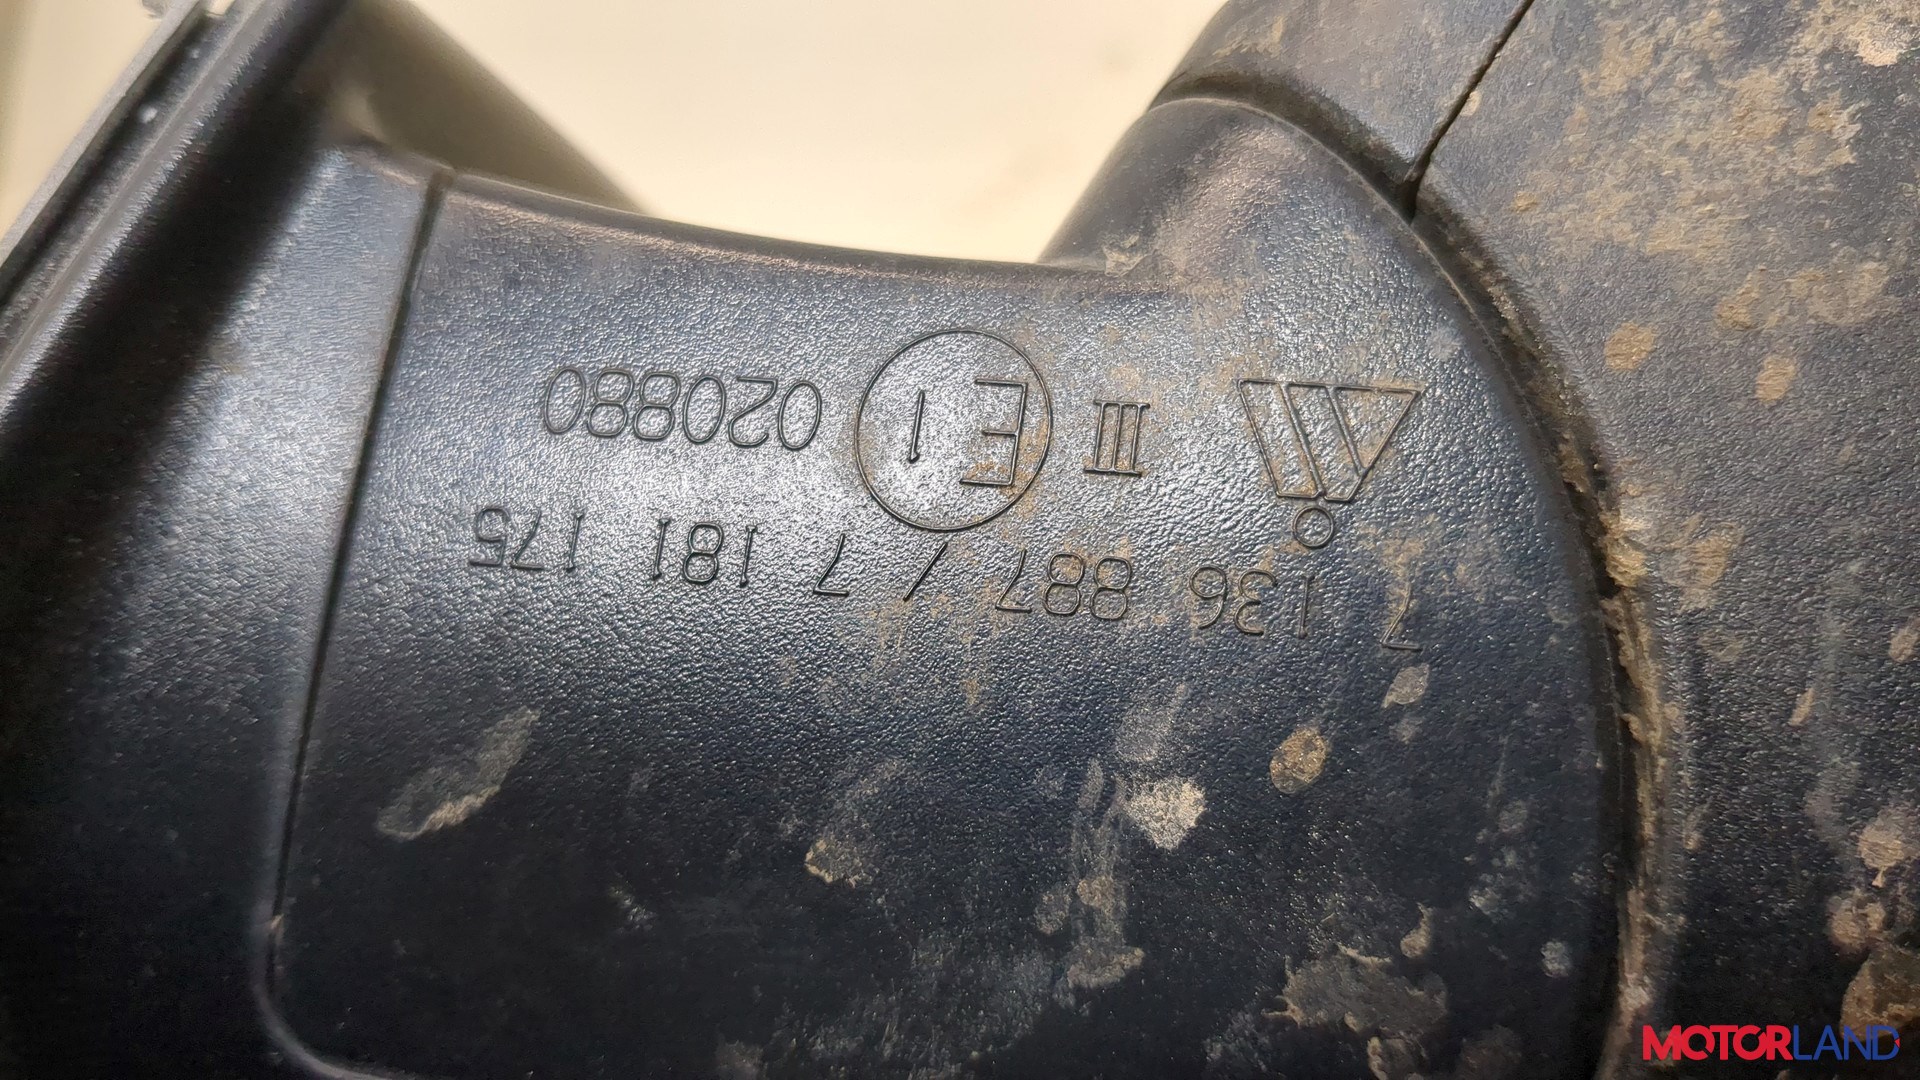 7 136 887 / 7 181 175
III E1 020880
MOTORLAND